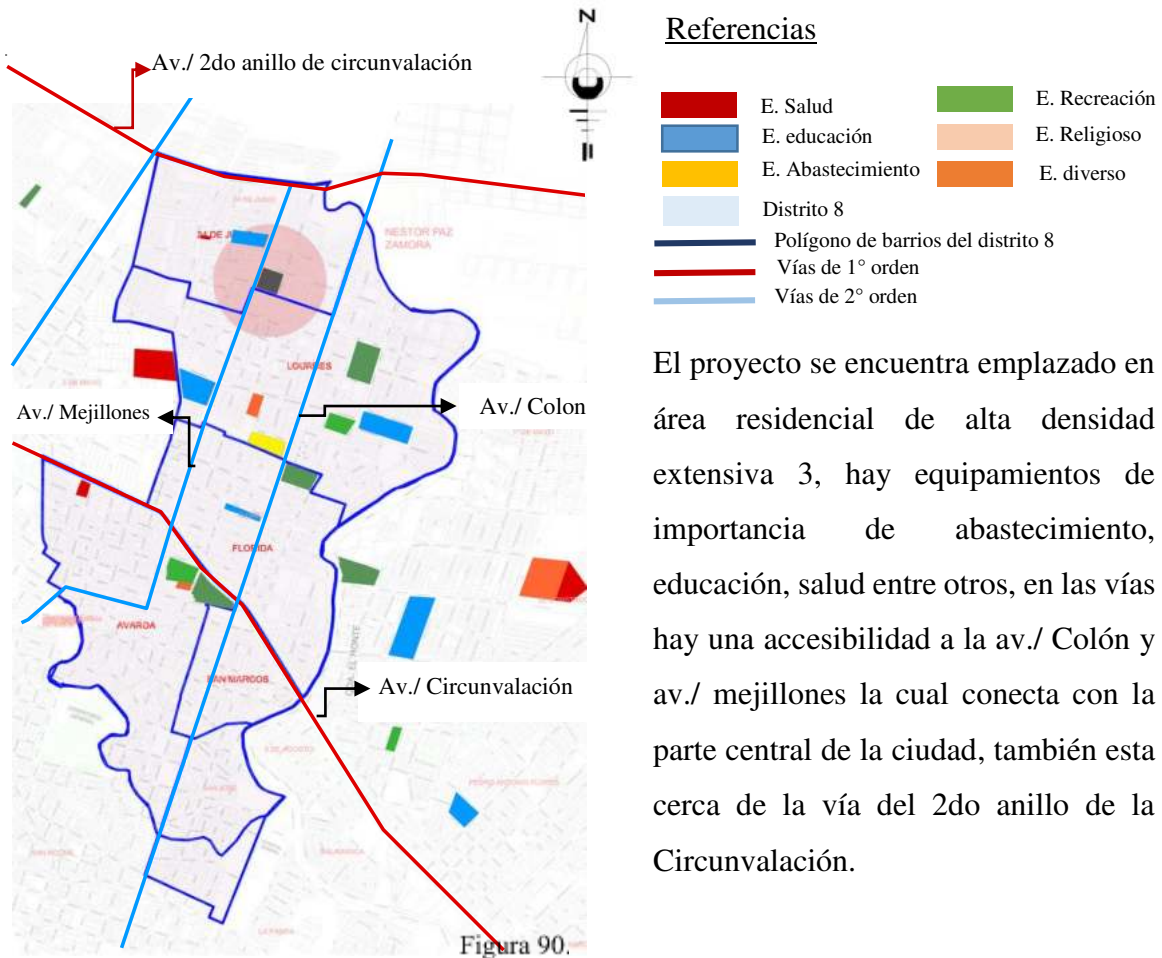 Av./ 2do anillo de circunvalación
N
NESTOR PAZ
ZAMORA
LOURDES
Av./ Mejillones
Av./ Colon
FLORIDA
AVAROA
SAN MARCOS
EL MONTE
Av./ Circunvalación
Figura 90.
Referencias
E. Salud
E. Recreación
E. educación
E. Religioso
E. Abastecimiento
E. diverso
Distrito 8
Polígono de barrios del distrito 8
Vías de 1° orden
Vías de 2° orden
El proyecto se encuentra emplazado en
área residencial de alta densidad
extensiva 3, hay equipamientos de
importancia de abastecimiento,
educación, salud entre otros, en las vías
hay una accesibilidad a la av./ Colón y
av./ mejillones la cual conecta con la
parte central de la ciudad, también esta
cerca de la vía del 2do anillo de la
Circunvalación.